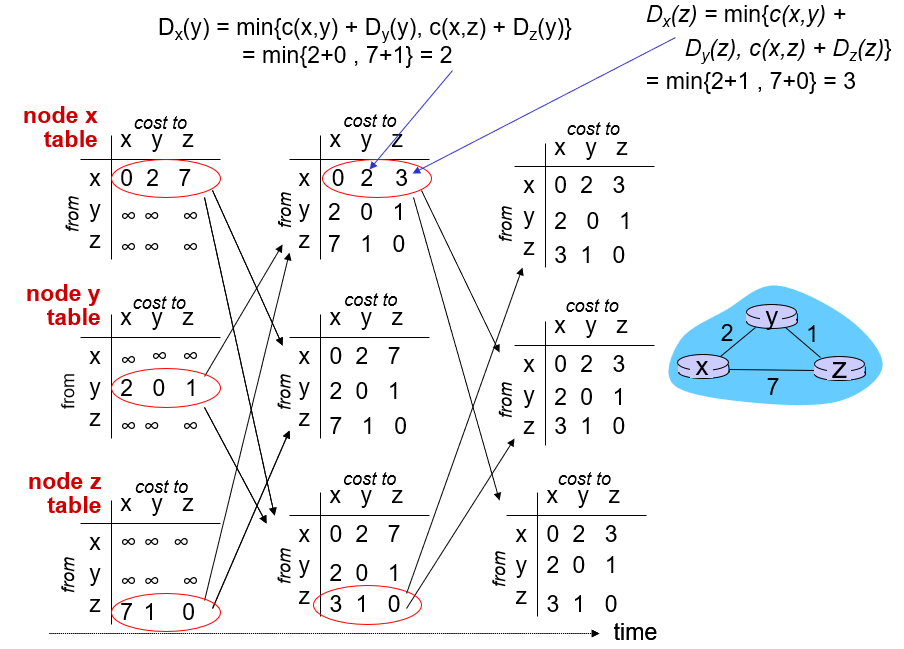 Dx(y) = min{c(x,y) + Dy(y), c(x,z) + Dz(y)}
= min{2+0 , 7+1} = 2
Dx(z) = min{c(x,y) +
Dy(z), c(x,z) + Dz(z)}
= min{2+1 , 7+0} = 3
node x
table
cost to
x y z
from
x 0 2 7
y ∞ ∞ ∞
z ∞ ∞ ∞
cost to
x y z
from
x 0 2 3
y 2 0 1
z 7 1 0
cost to
x y z
from
x 0 2 3
y 2 0 1
z 3 1 0
node y
table
cost to
x y z
from
x ∞ ∞ ∞
y 2 0 1
z ∞ ∞ ∞
cost to
x y z
from
x 0 2 7
y 2 0 1
z 7 1 0
cost to
x y z
from
x 0 2 3
y 2 0 1
z 3 1 0
node z
table
cost to
x y z
from
x ∞ ∞ ∞
y ∞ ∞ ∞
z 7 1 0
cost to
x y z
from
x 0 2 7
y 2 0 1
z 3 1 0
cost to
x y z
from
x 0 2 3
y 2 0 1
z 3 1 0
y
2 1
x z
7
time